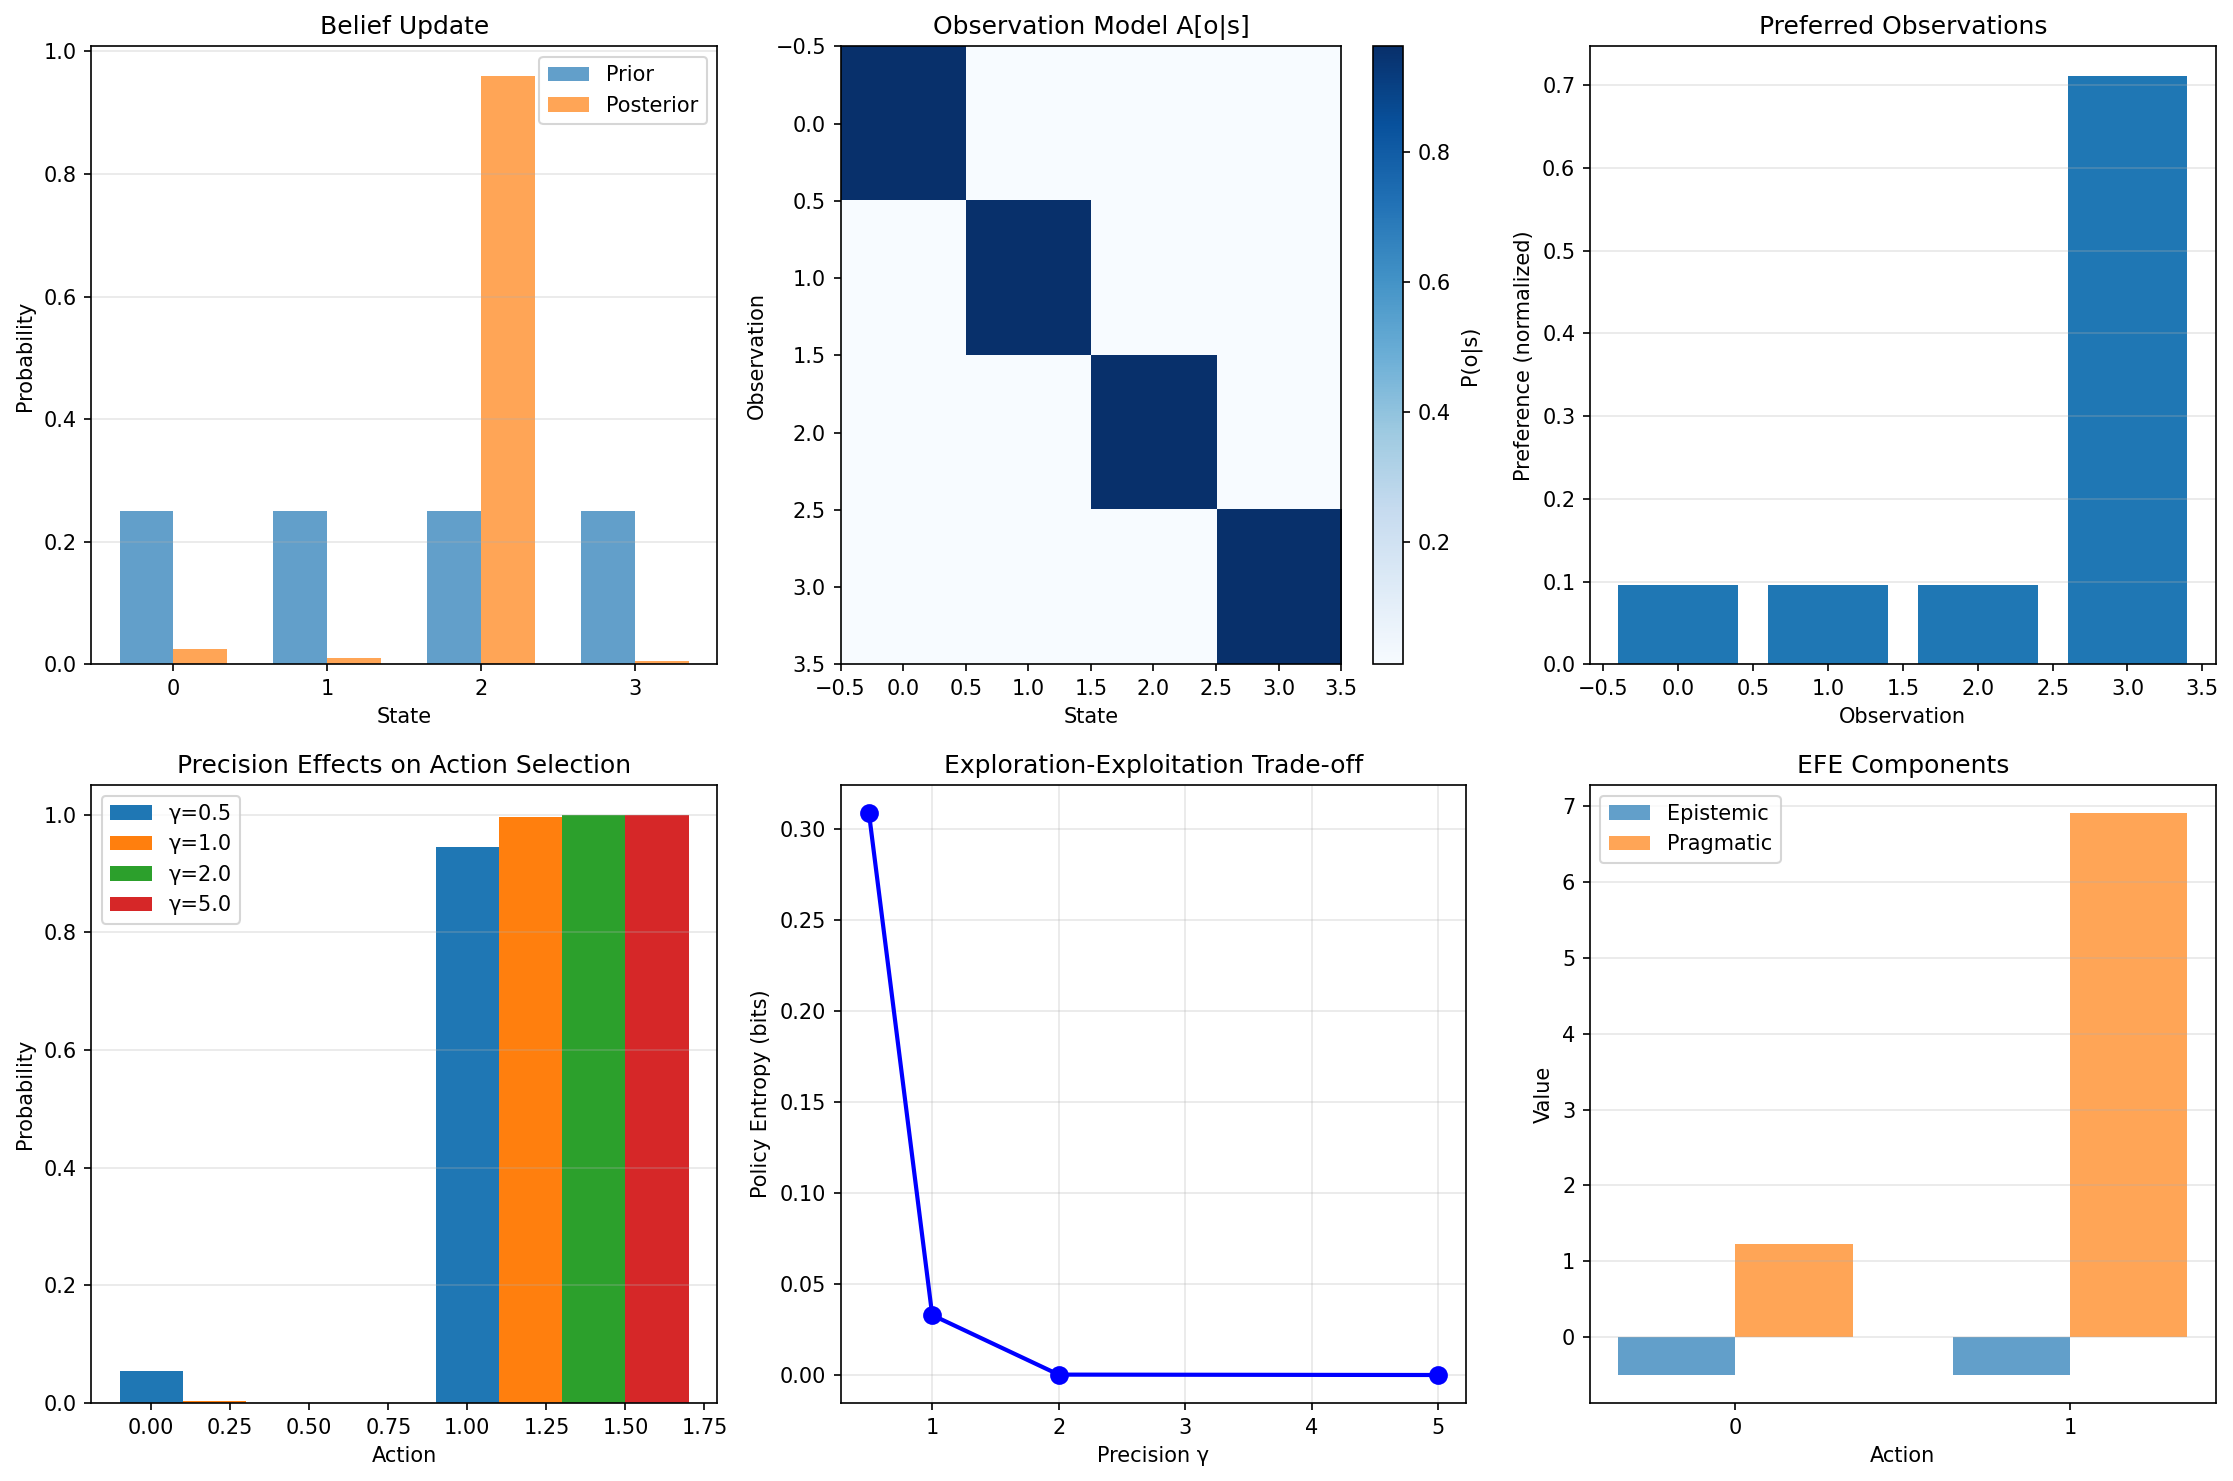 Belief Update
Prior
Posterior
Probability
1.0
0.8
0.6
0.4
0.2
0.0
0 1 2 3
State
Observation Model A[o|s]
Observation
−0.5
0.0
0.5
1.0
1.5
2.0
2.5
3.0
3.5
−0.5 0.0 0.5 1.0 1.5 2.0 2.5 3.0 3.5
State
0.8
0.6
0.4
0.2
P(o|s)
Preferred Observations
Preference (normalized)
0.7
0.6
0.5
0.4
0.3
0.2
0.1
0.0
−0.5 0.0 0.5 1.0 1.5 2.0 2.5 3.0 3.5
Observation
Precision Effects on Action Selection
γ=0.5
γ=1.0
γ=2.0
γ=5.0
Probability
1.0
0.8
0.6
0.4
0.2
0.0
0.00 0.25 0.50 0.75 1.00 1.25 1.50 1.75
Action
Exploration-Exploitation Trade-off
Policy Entropy (bits)
0.30
0.25
0.20
0.15
0.10
0.05
0.00
1 2 3 4 5
Precision γ
EFE Components
Epistemic
Pragmatic
Value
7
6
5
4
3
2
1
0
0 1
Action